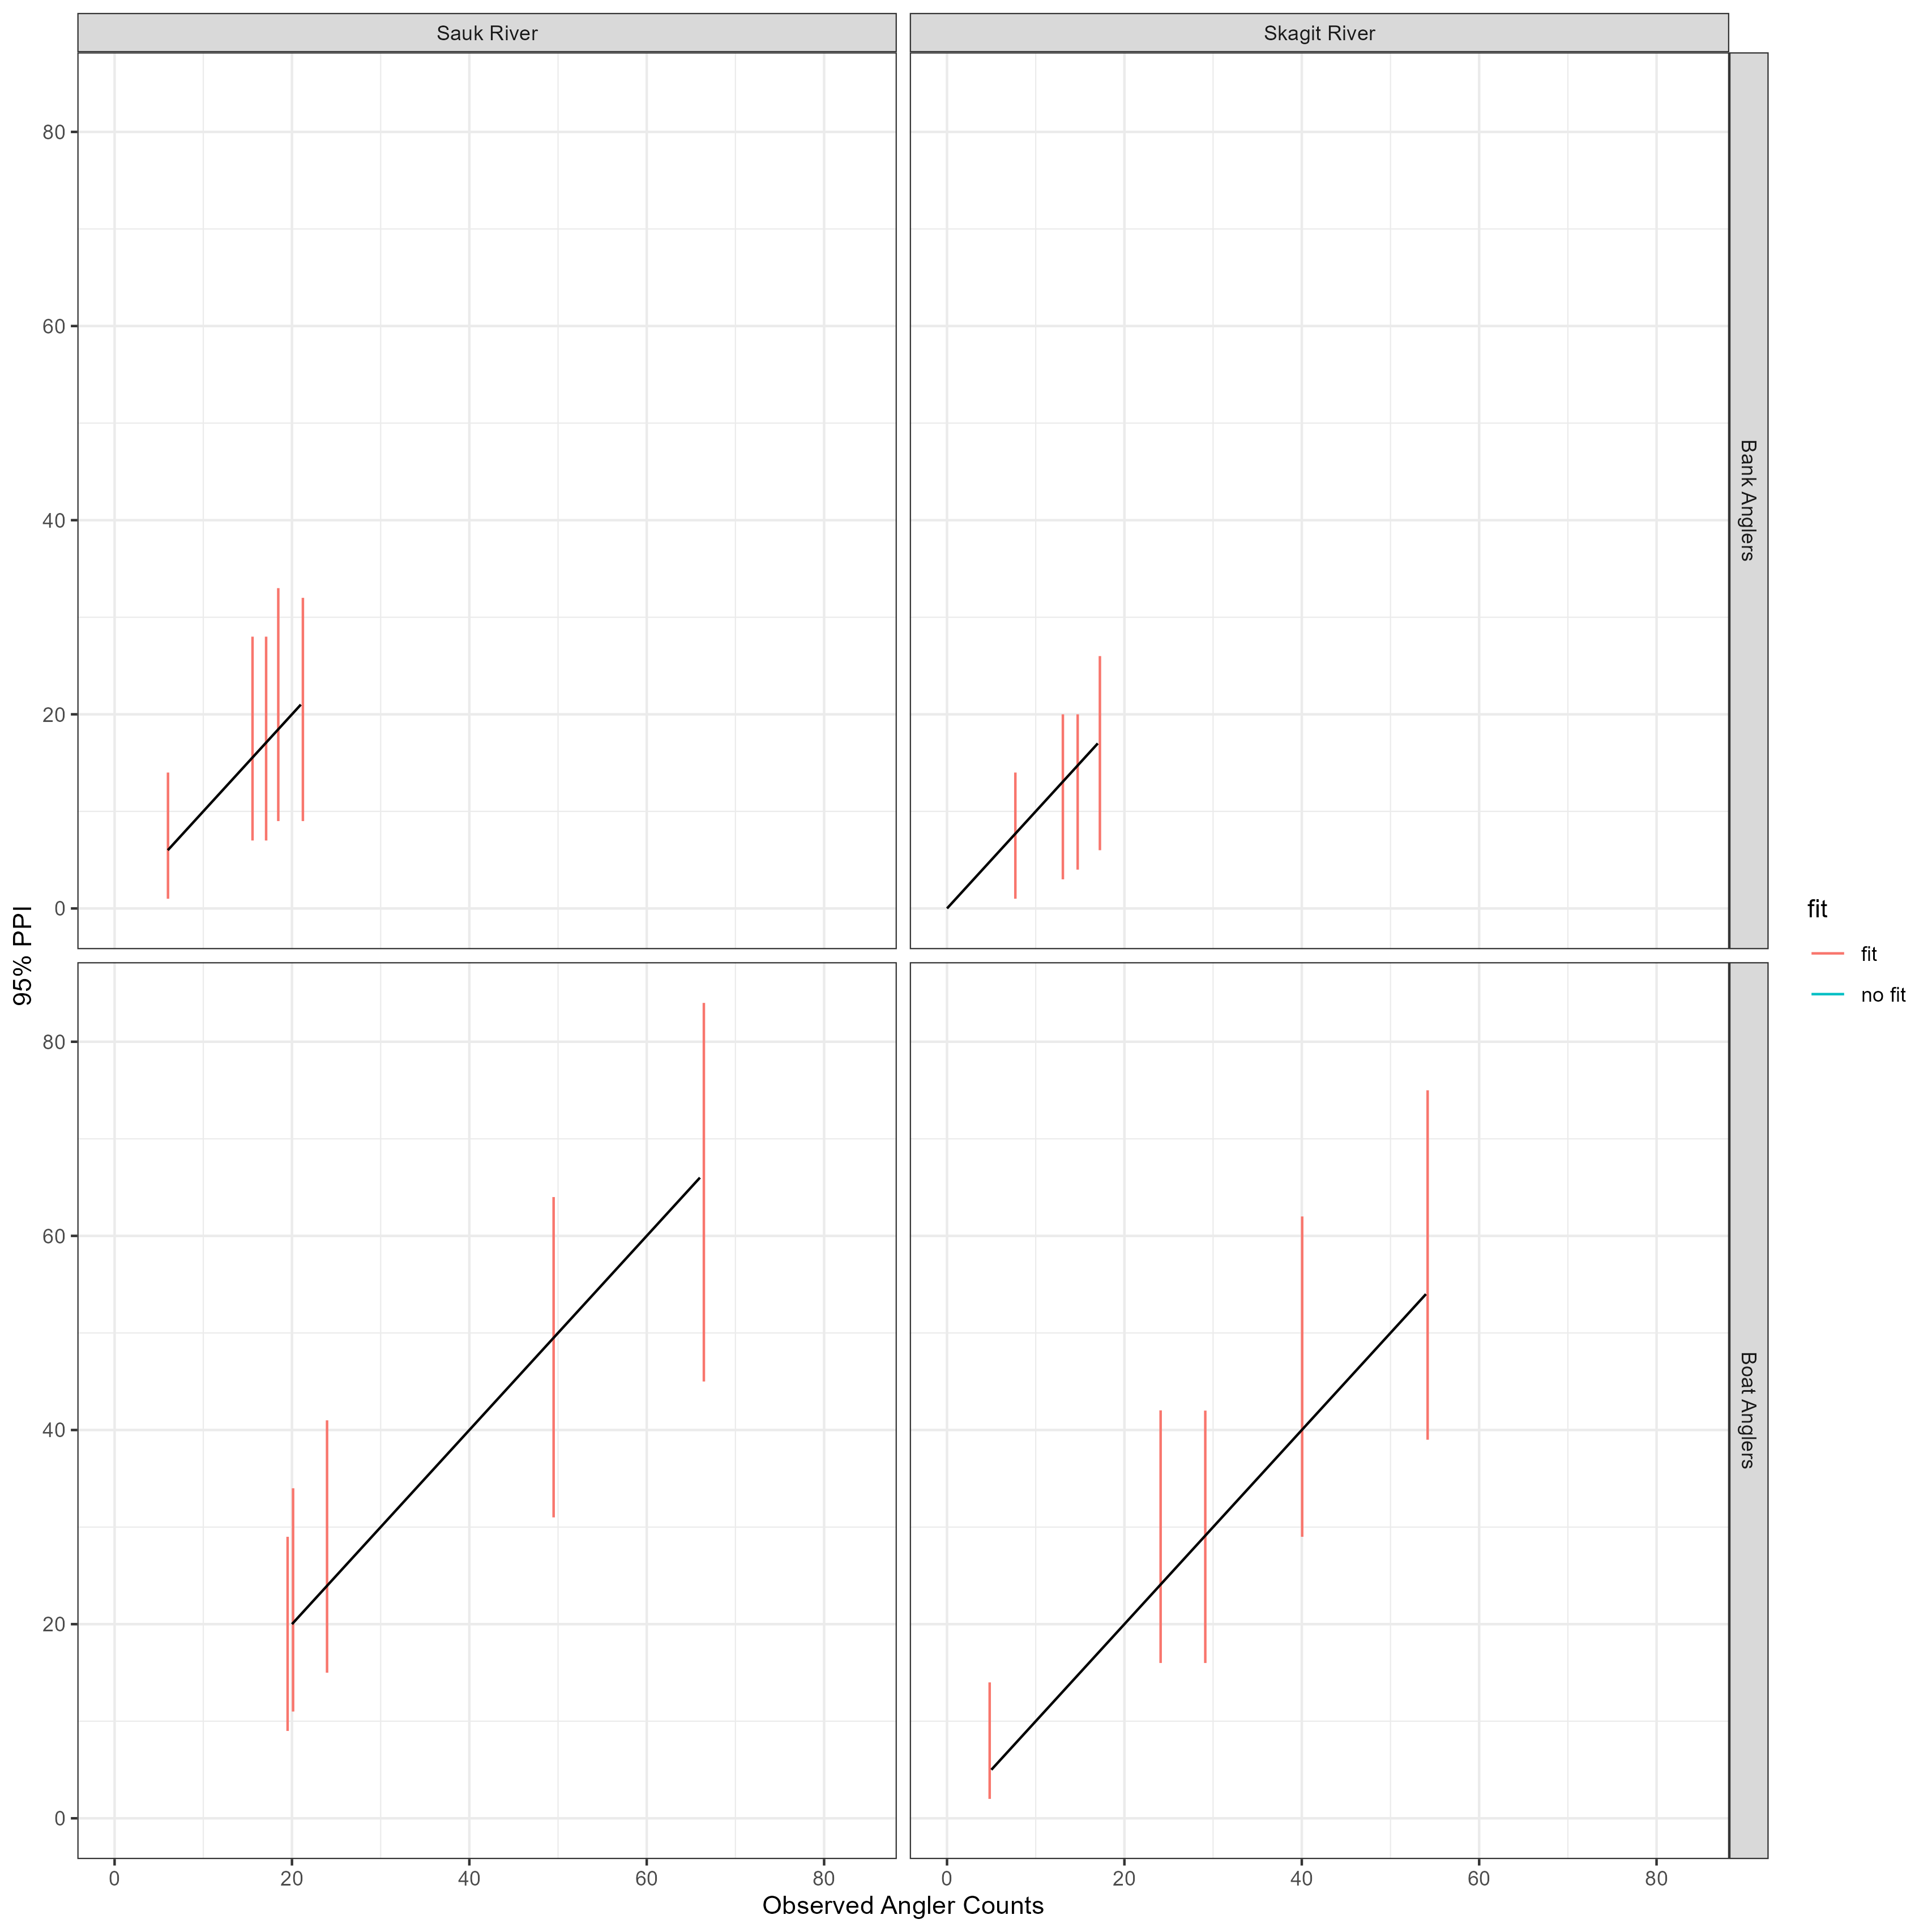 Sauk River
Skagit River
80
60
40
20
0
Bank Anglers
80
60
40
20
0
Boat Anglers
0 20 40 60 80
0 20 40 60 80
Observed Angler Counts
95% PPI
fit
fit
no fit